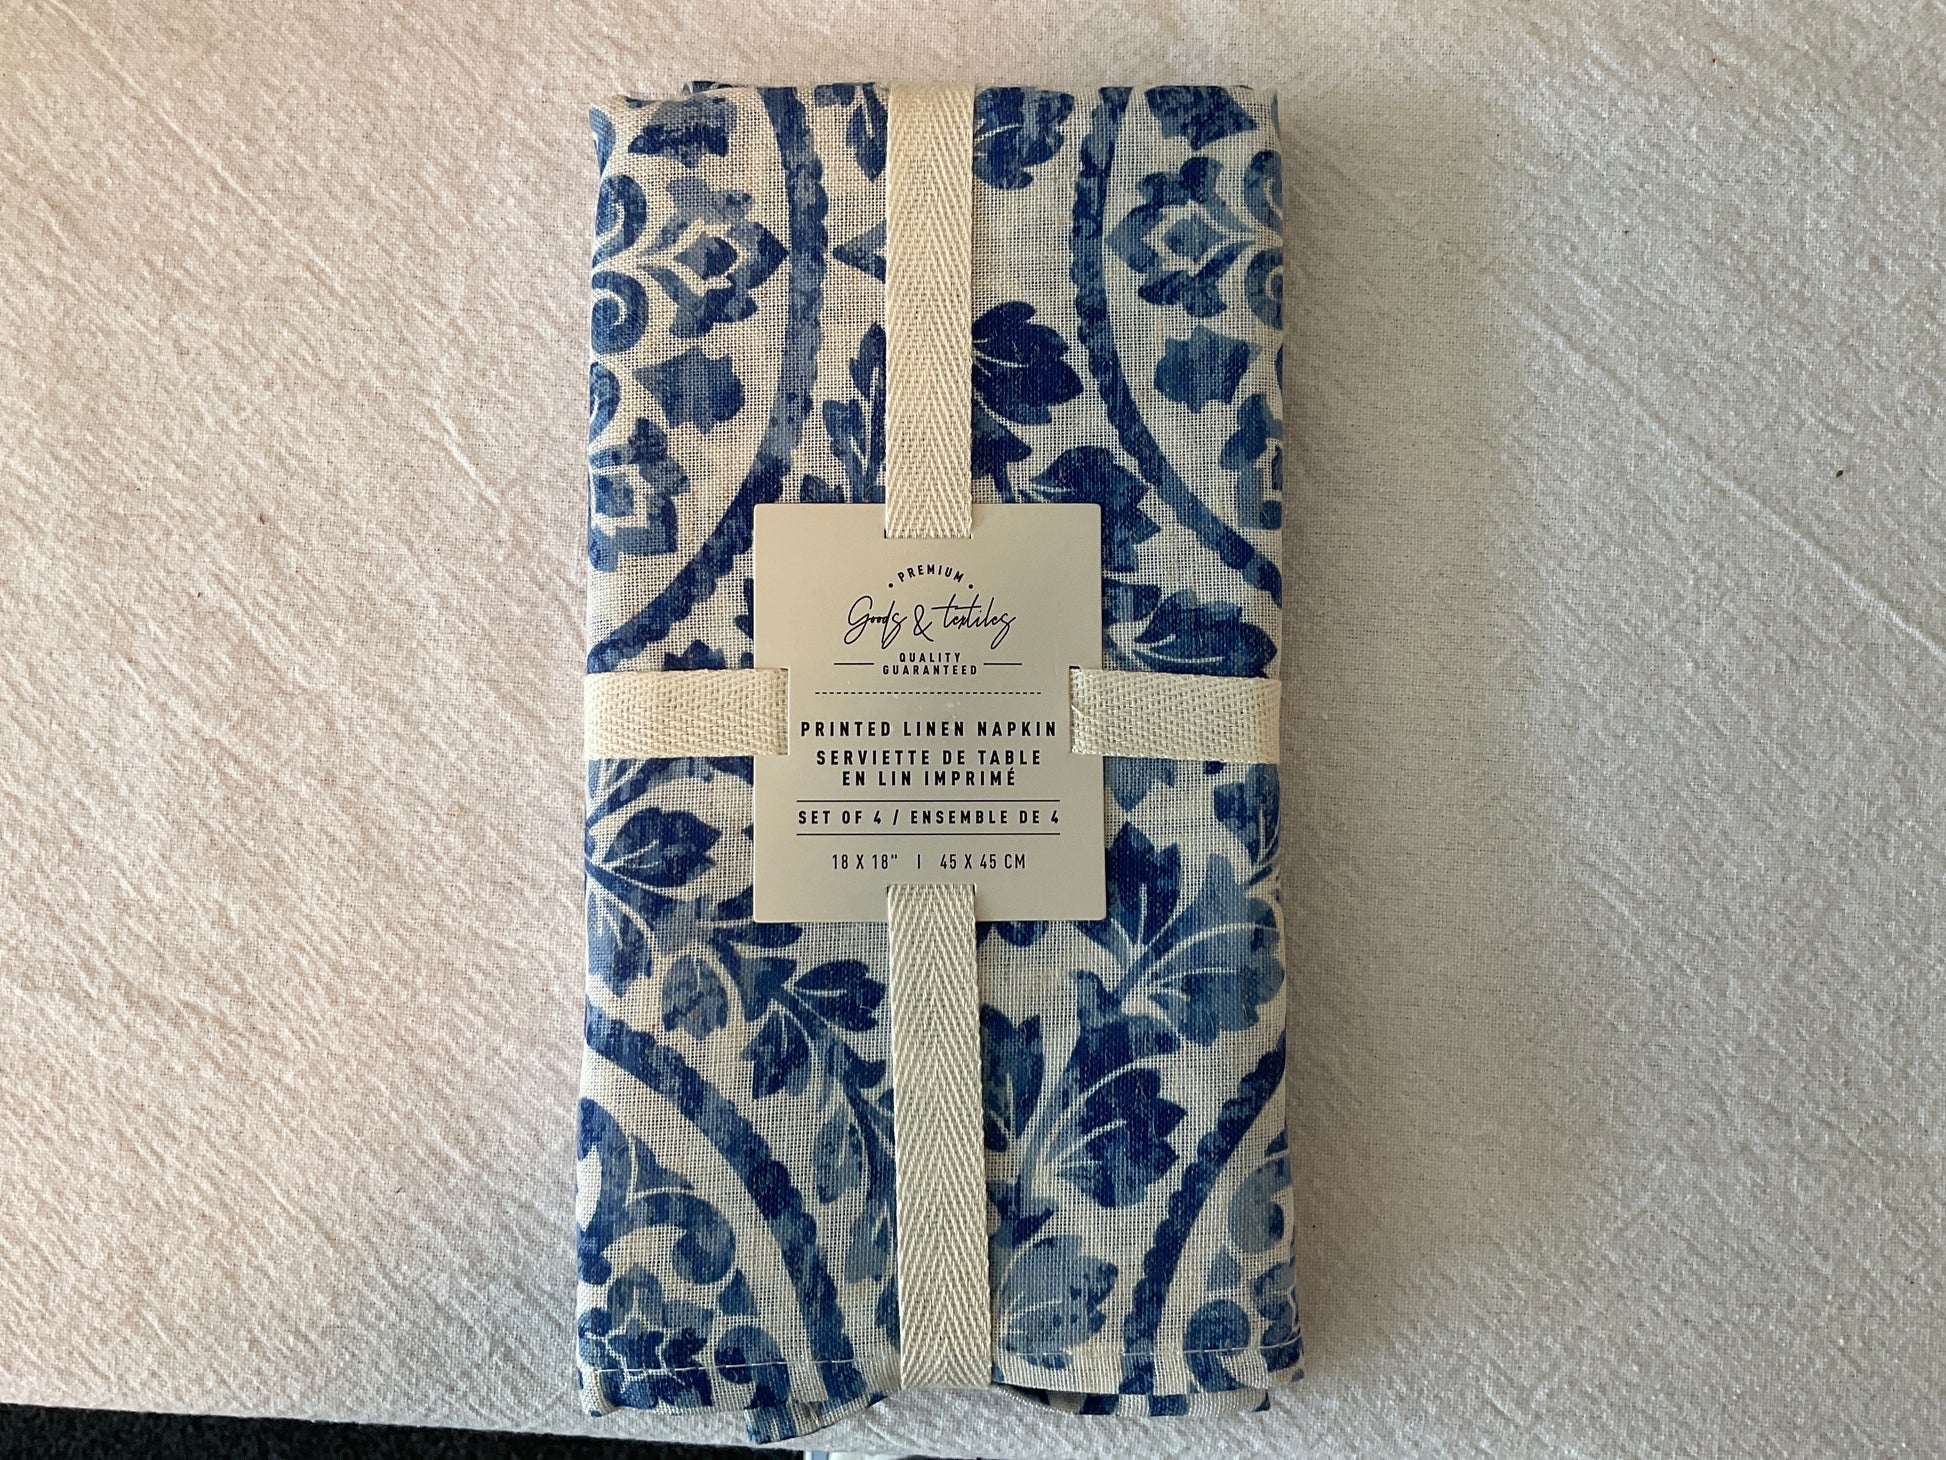 • PREMIUM •
Goods & textiles
QUALITY
GUARANTEED
PRINTED LINEN NAPKIN
SERVIETTE DE TABLE
EN LIN IMPRIMÉ
SET OF 4 / ENSEMBLE DE 4
18 X 18" | 45 X 45 CM